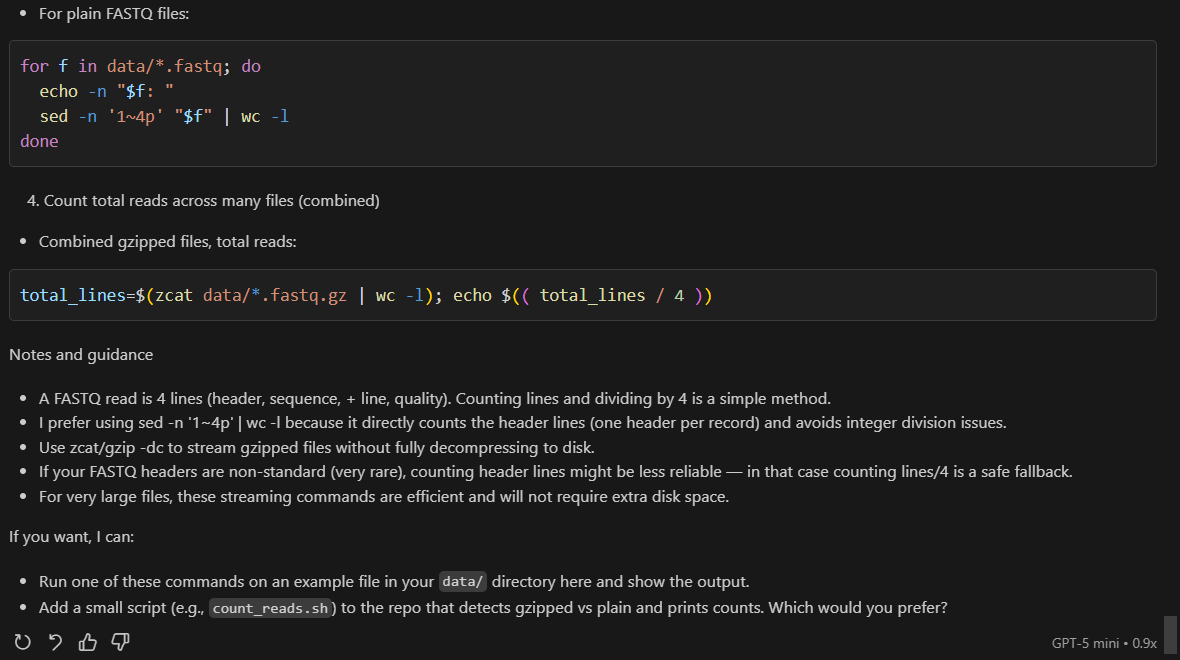 • For plain FASTQ files:
for f in data/*.fastq; do
  echo -n "$f: "
  sed -n '1~4p' "$f" | wc -l
done
4. Count total reads across many files (combined)
• Combined gzipped files, total reads:
total_lines=$(zcat data/*.fastq.gz | wc -l); echo $(( total_lines / 4 ))
Notes and guidance
• A FASTQ read is 4 lines (header, sequence, + line, quality). Counting lines and dividing by 4 is a simple method.
• I prefer using sed -n '1~4p' | wc -l because it directly counts the header lines (one header per record) and avoids integer division issues.
• Use zcat/gzip -dc to stream gzipped files without fully decompressing to disk.
• If your FASTQ headers are non-standard (very rare), counting header lines might be less reliable — in that case counting lines/4 is a safe fallback.
• For very large files, these streaming commands are efficient and will not require extra disk space.
If you want, I can:
• Run one of these commands on an example file in your data/ directory here and show the output.
• Add a small script (e.g., count_reads.sh) to the repo that detects gzipped vs plain and prints counts. Which would you prefer?
GPT-5 mini • 0.9x